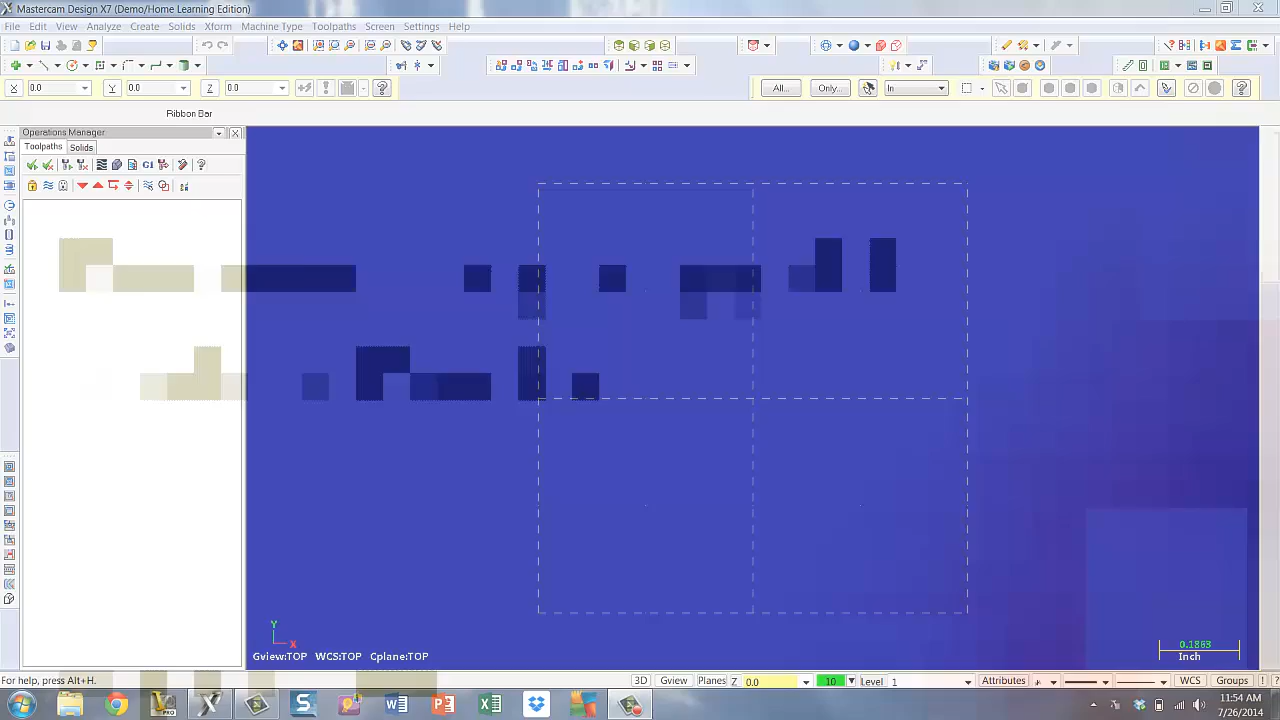 Mastercam Design X7 (Demo/Home Learning Edition)
File Edit View Analyze Create Solids Xform Machine Type Toolpaths Screen Settings Help
X 0.0 Y 0.0 Z 0.0 All... Only... In
Ribbon Bar
Operations Manager
Toolpaths Solids
G1
Y
X
Gview:TOP WCS:TOP Cplane:TOP
0.1863
Inch
For help, press Alt+H.
3D Gview Planes Z 0.0 10 Level 1 Attributes WCS Groups
11:54 AM
7/26/2014